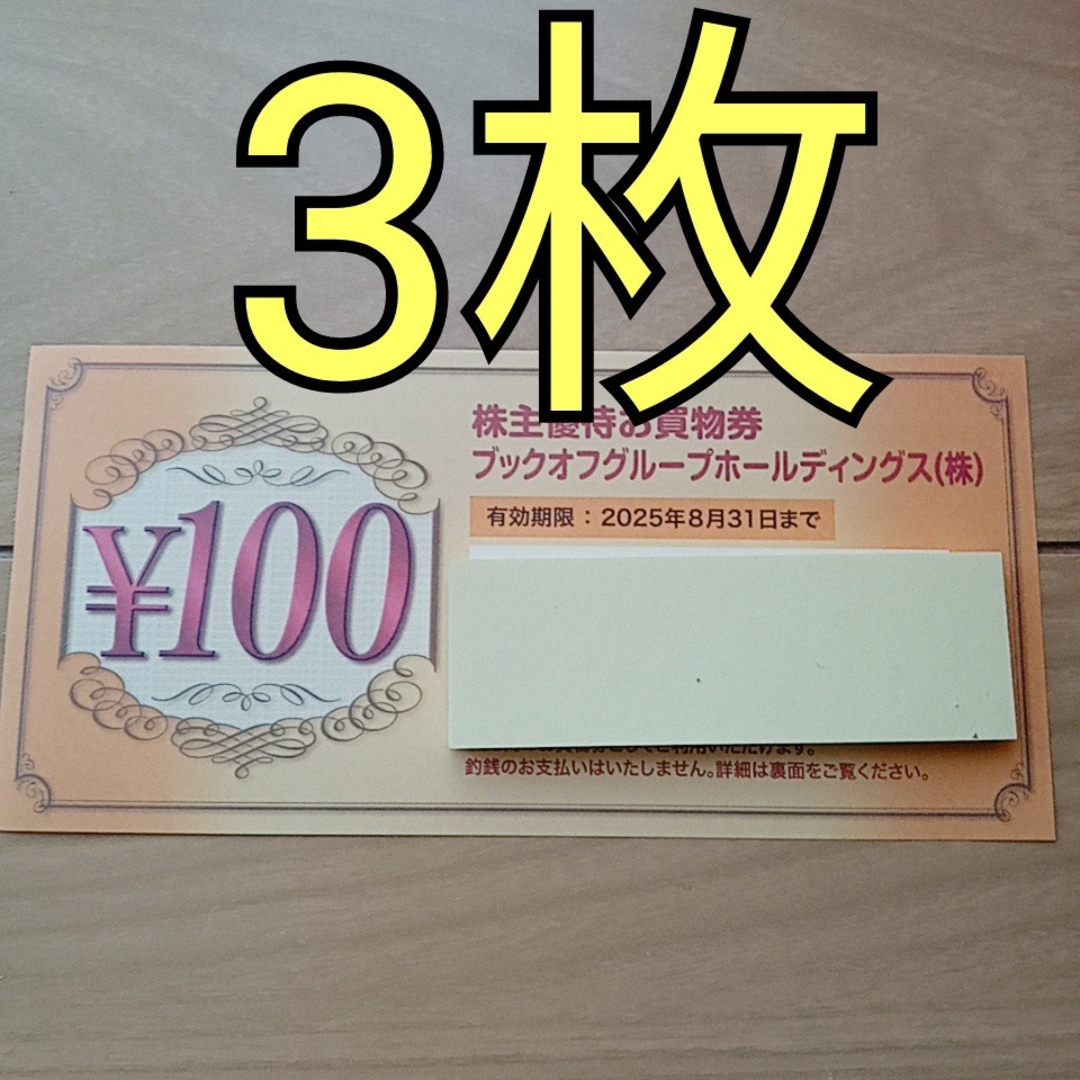 3枚
株主優待お買物券
ブックオフグループホールディングス(株)
有効期限：2025年8月31日まで
¥100
釣銭のお支払いはいたしません。詳細は裏面をご覧ください。